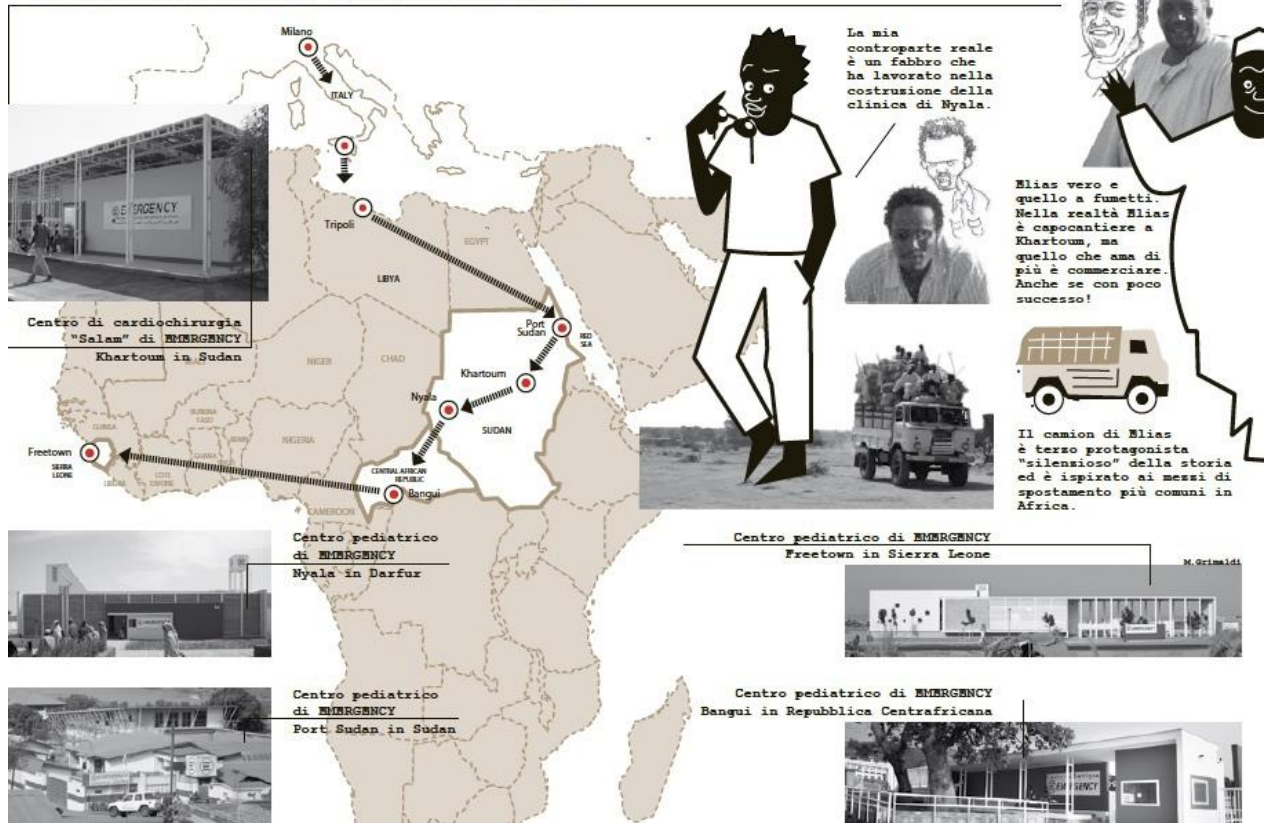 Milano
ITALY
Tripoli
EGYPT
LIBYA
Port
Sudan
RED
SEA
NIGER
CHAD
Khartoum
Nyala
SUDAN
BURKINA
FASO
GUINEA
GHANA
NIGERIA
Freetown
SIERRA
LEONE
CENTRAL AFRICAN
REPUBLIC
Bangui
CAMEROON
EMERGENCY
Centro di cardiochirurgia
"Salam" di EMERGENCY
Khartoum in Sudan
La mia
controparte reale
è un fabbro che
ha lavorato nella
costruzione della
clinica di Nyala.
Elias vero e
quello a fumetti.
Nella realtà Elias
è capocantiere a
Khartoum, ma
quello che ama di
più è commerciare.
Anche se con poco
successo!
Il camion di Elias
è terzo protagonista
"silenzioso" della storia
ed è ispirato ai mezzi di
spostamento più comuni in
Africa.
Centro pediatrico
di EMERGENCY
Nyala in Darfur
Centro pediatrico di EMERGENCY
Freetown in Sierra Leone
M.Grimaldi
Centro pediatrico
di EMERGENCY
Port Sudan in Sudan
Centro pediatrico di EMERGENCY
Bangui in Repubblica Centrafricana
EMERGENCY